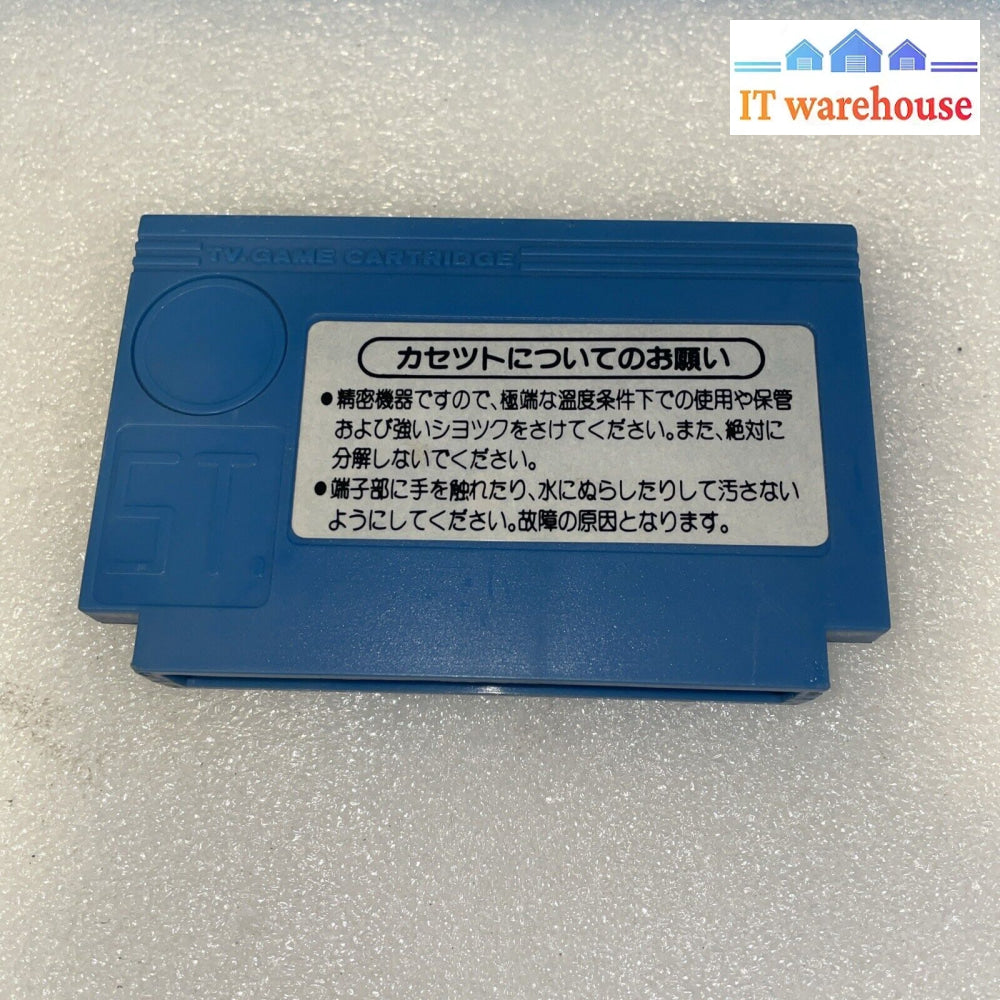 IT warehouse
TV.GAME CARTRIDGE
カセツトについてのお願い
●精密機器ですので、極端な温度条件下での使用や保管
および強いシヨツクをさけてください。また、絶対に
分解しないでください。
●端子部に手を触れたり、水にぬらしたりして汚さない
ようにしてください。故障の原因となります。
S.T.